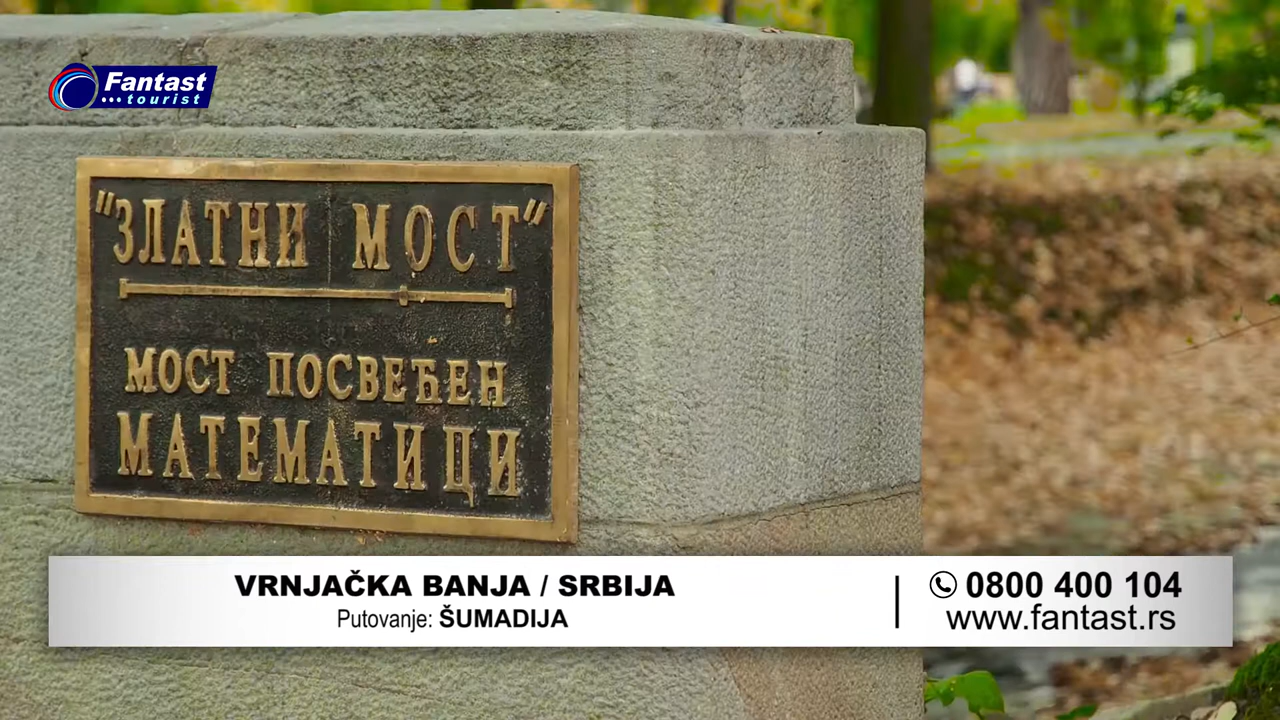 Fantast
...tourist
"ЗЛАТНИ МОСТ"
МОСТ ПОСВЕЋЕН
МАТЕМАТИЦИ
VRNJAČKA BANJA / SRBIJA
Putovanje: ŠUMADIJA
0800 400 104
www.fantast.rs